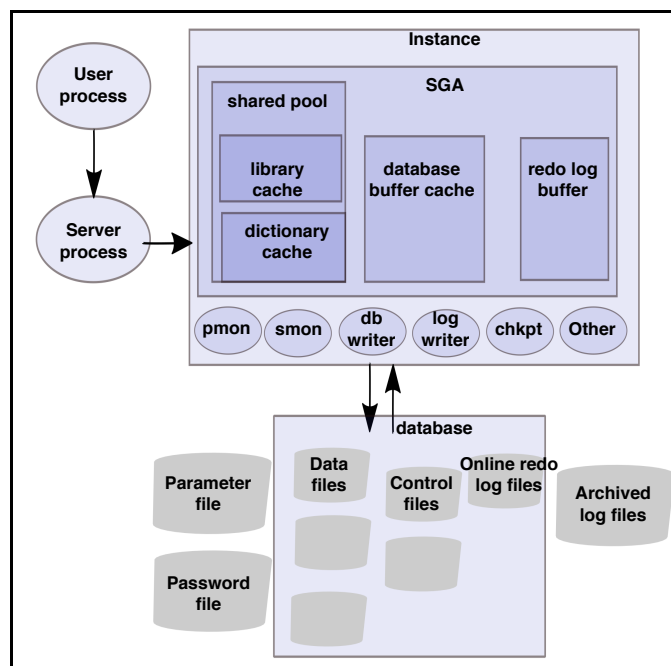 Instance
User
process
SGA
shared pool
library
cache
database
buffer cache
redo log
buffer
Server
process
dictionary
cache
pmon
smon
db
writer
log
writer
chkpt
Other
database
Parameter
file
Data
files
Control
files
Online redo
log files
Archived
log files
Password
file